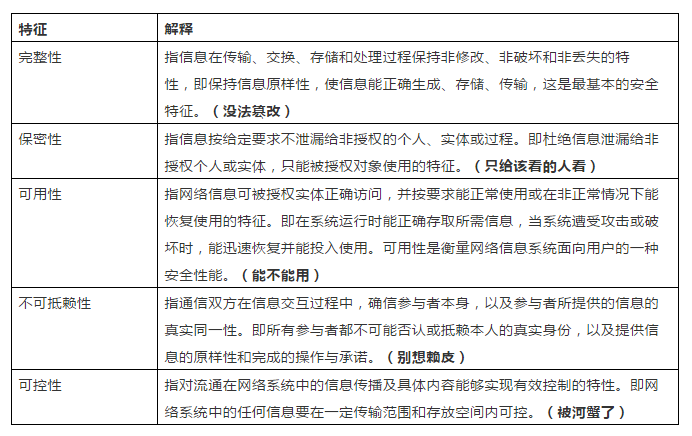 特征 解释
完整性 指信息在传输、交换、存储和处理过程保持非修改、非破坏和非丢失的特
性，即保持信息原样性，使信息能正确生成、存储、传输，这是最基本的安全
特征。（没法篡改）
保密性 指信息按给定要求不泄漏给非授权的个人、实体或过程。即杜绝信息泄漏给非
授权个人或实体，只能被授权对象使用的特征。（只给该看的人看）
可用性 指网络信息可被授权实体正确访问，并按要求能正常使用或在非正常情况下能
恢复使用的特征。即在系统运行时能正确存取所需信息，当系统遭受攻击或破
坏时，能迅速恢复并能投入使用。可用性是衡量网络信息系统面向用户的一种
安全性能。（能不能用）
不可抵赖性 指通信双方在信息交互过程中，确信参与者本身，以及参与者所提供的信息的
真实同一性。即所有参与者都不可能否认或抵赖本人的真实身份，以及提供信
息的原样性和完成的操作与承诺。（别想赖皮）
可控性 指对流通在网络系统中的信息传播及具体内容能够实现有效控制的特性。即网
络系统中的任何信息要在一定传输范围和存放空间内可控。（被河蟹了）